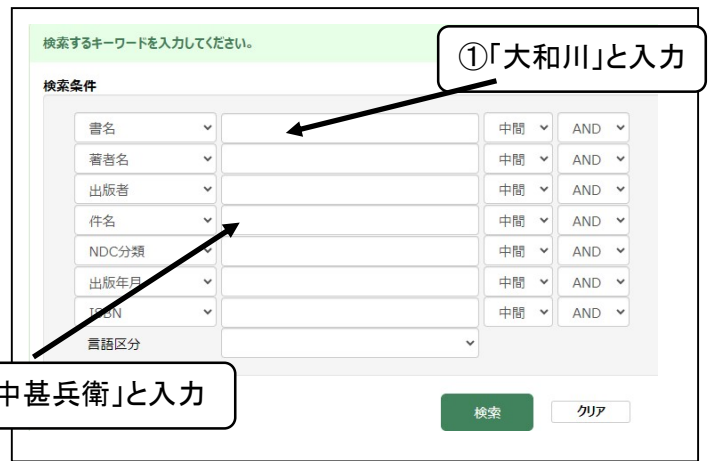 検索するキーワードを入力してください。
①「大和川」と入力
検索条件
書名 中間 AND
著者名 中間 AND
出版者 中間 AND
件名 中間 AND
NDC分類 中間 AND
出版年月 中間 AND
ISBN 中間 AND
言語区分
中甚兵衛」と入力
検索 クリア